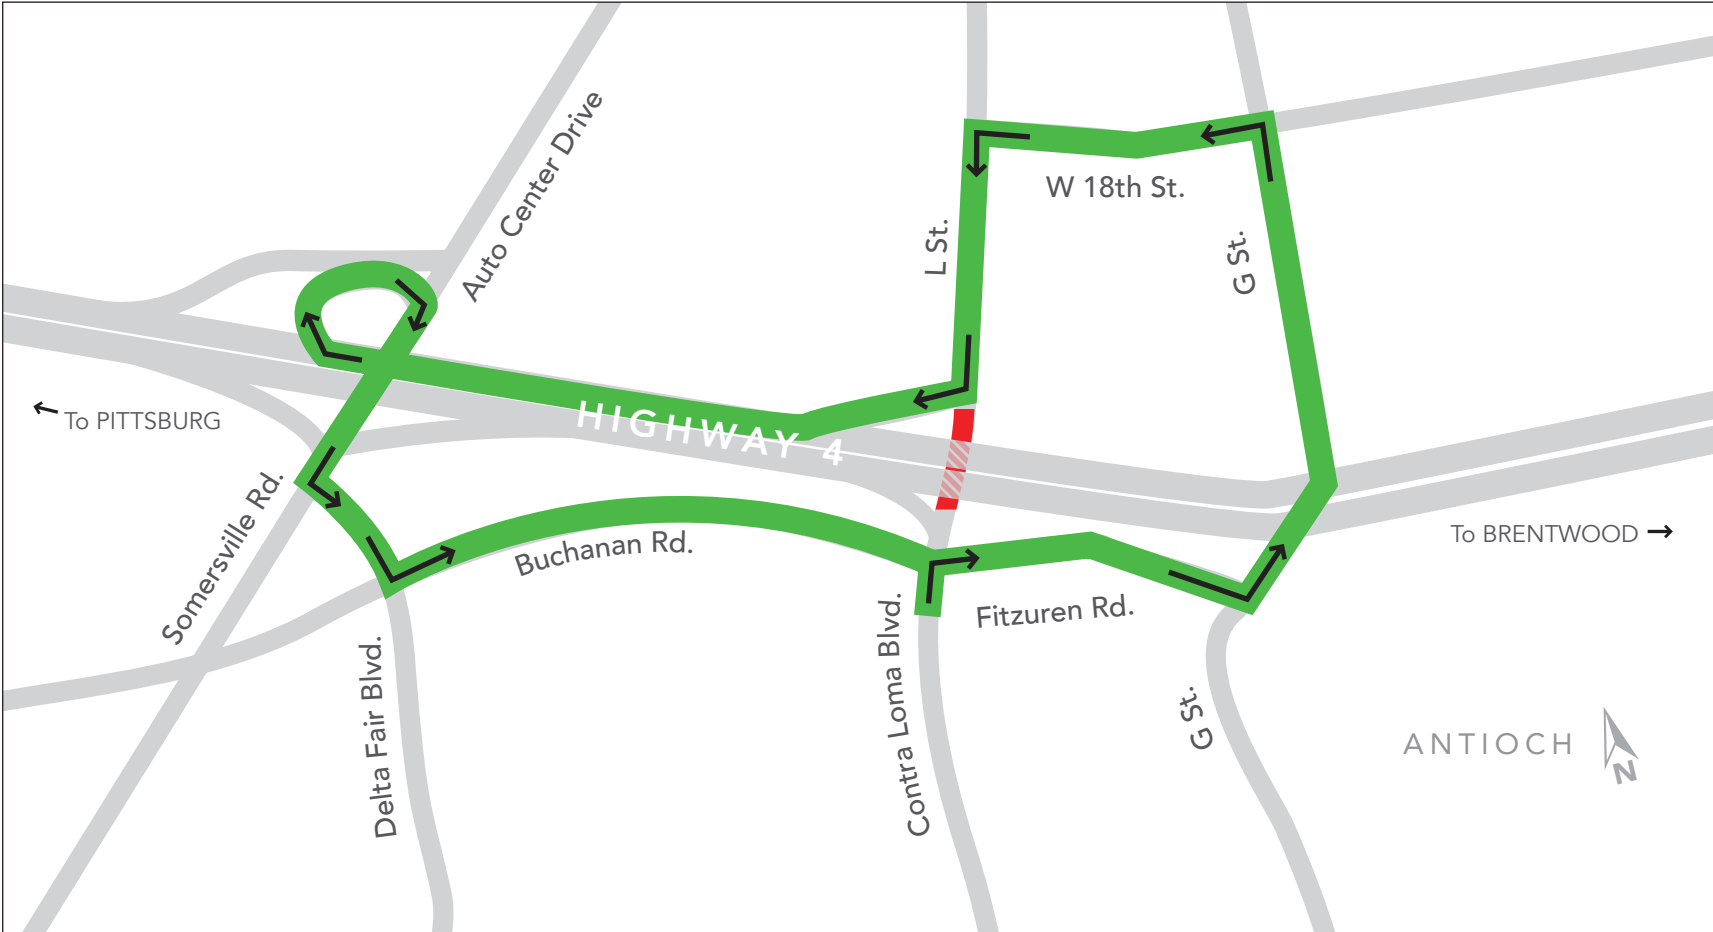 Auto Center Drive
W 18th St.
L St.
G St.
HIGHWAY 4
To PITTSBURG
Somersville Rd.
Buchanan Rd.
To BRENTWOOD
Fitzuren Rd.
Delta Fair Blvd.
Contra Loma Blvd.
G St.
ANTIOCH
N